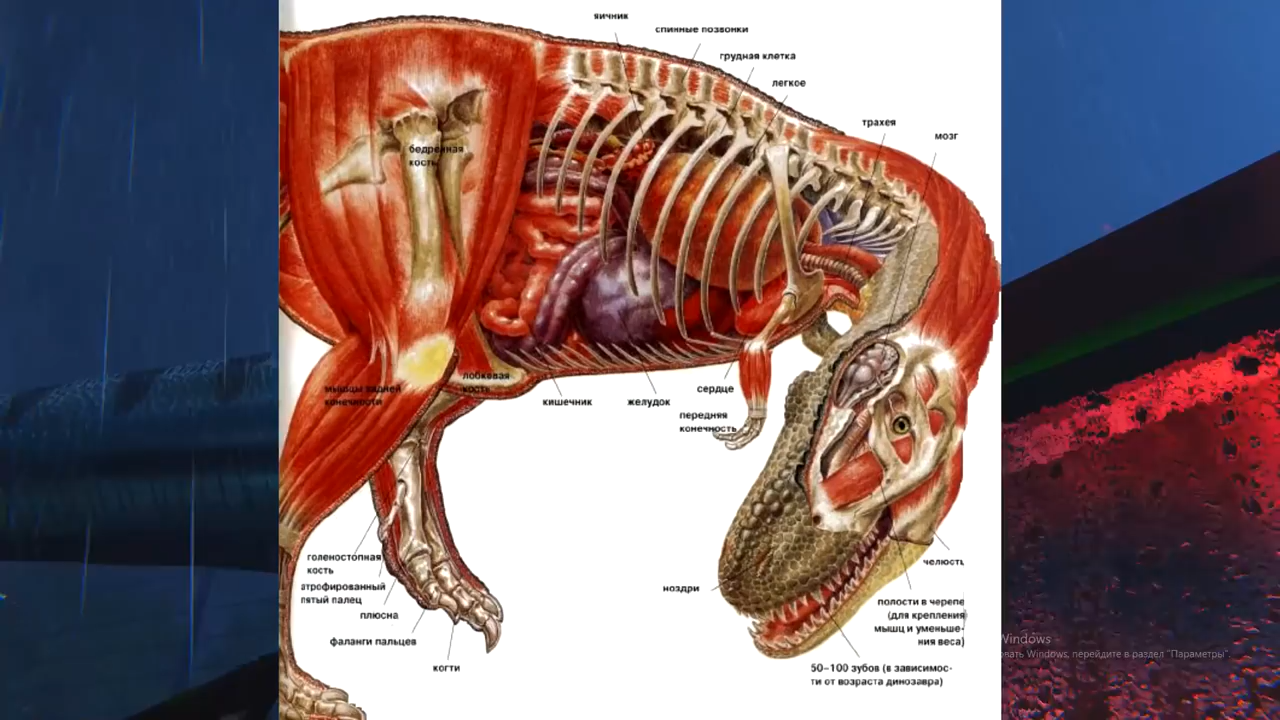 яичник
спинные позвонки
грудная клетка
легкое
трахея
мозг
бедренная
кость
мышцы задней
конечности
лобковая
кость
кишечник
желудок
сердце
передняя
конечность
голеностопная
кость
атрофированный
пятый палец
плюсна
фаланги пальцев
когти
ноздри
челюсть
полости в черепе
(для крепления
мышц и уменьше-
ния веса)
50–100 зубов (в зависимос-
ти от возраста динозавра)
Windows
Windows, перейдите в раздел "Параметры".